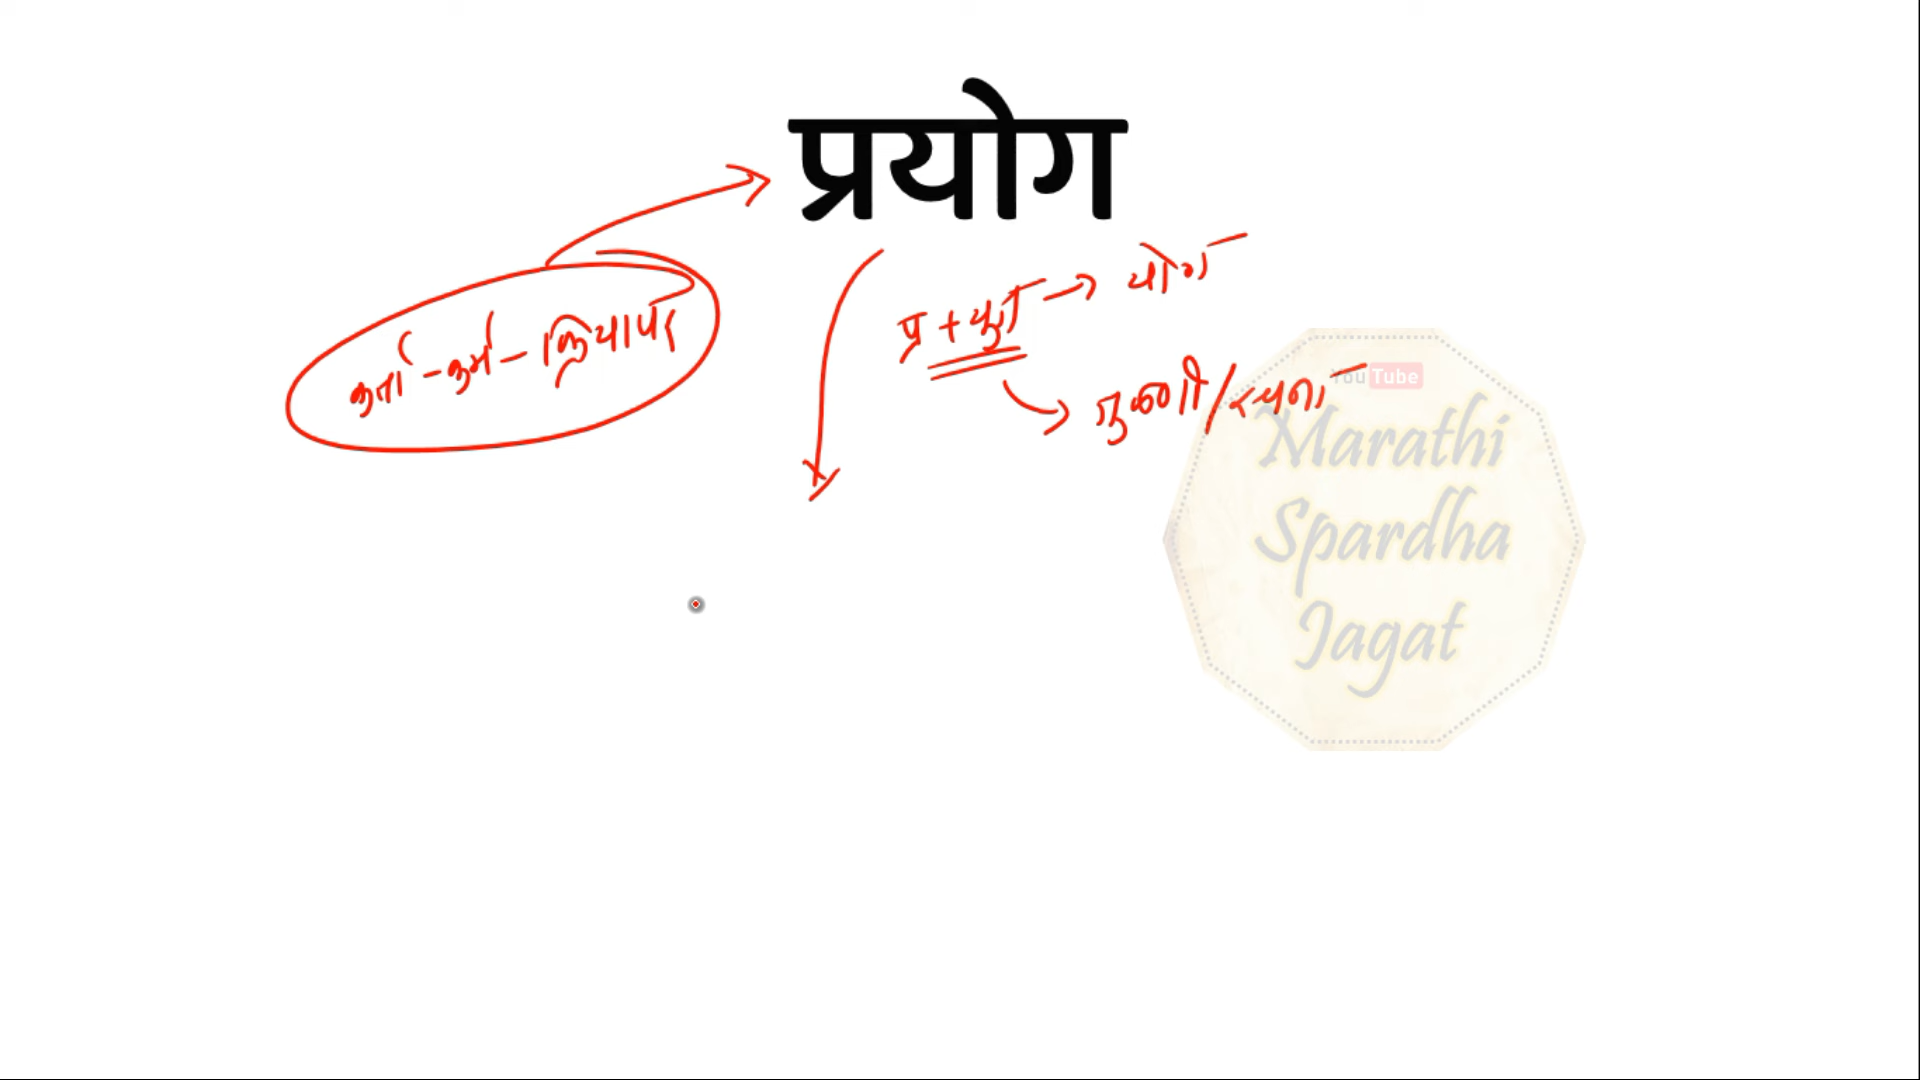 प्रयोग
प्र + युज → योग
कर्ता - कर्म - क्रियापद
जुळणी / रचना
YouTube
Marathi
Spardha
Jagat